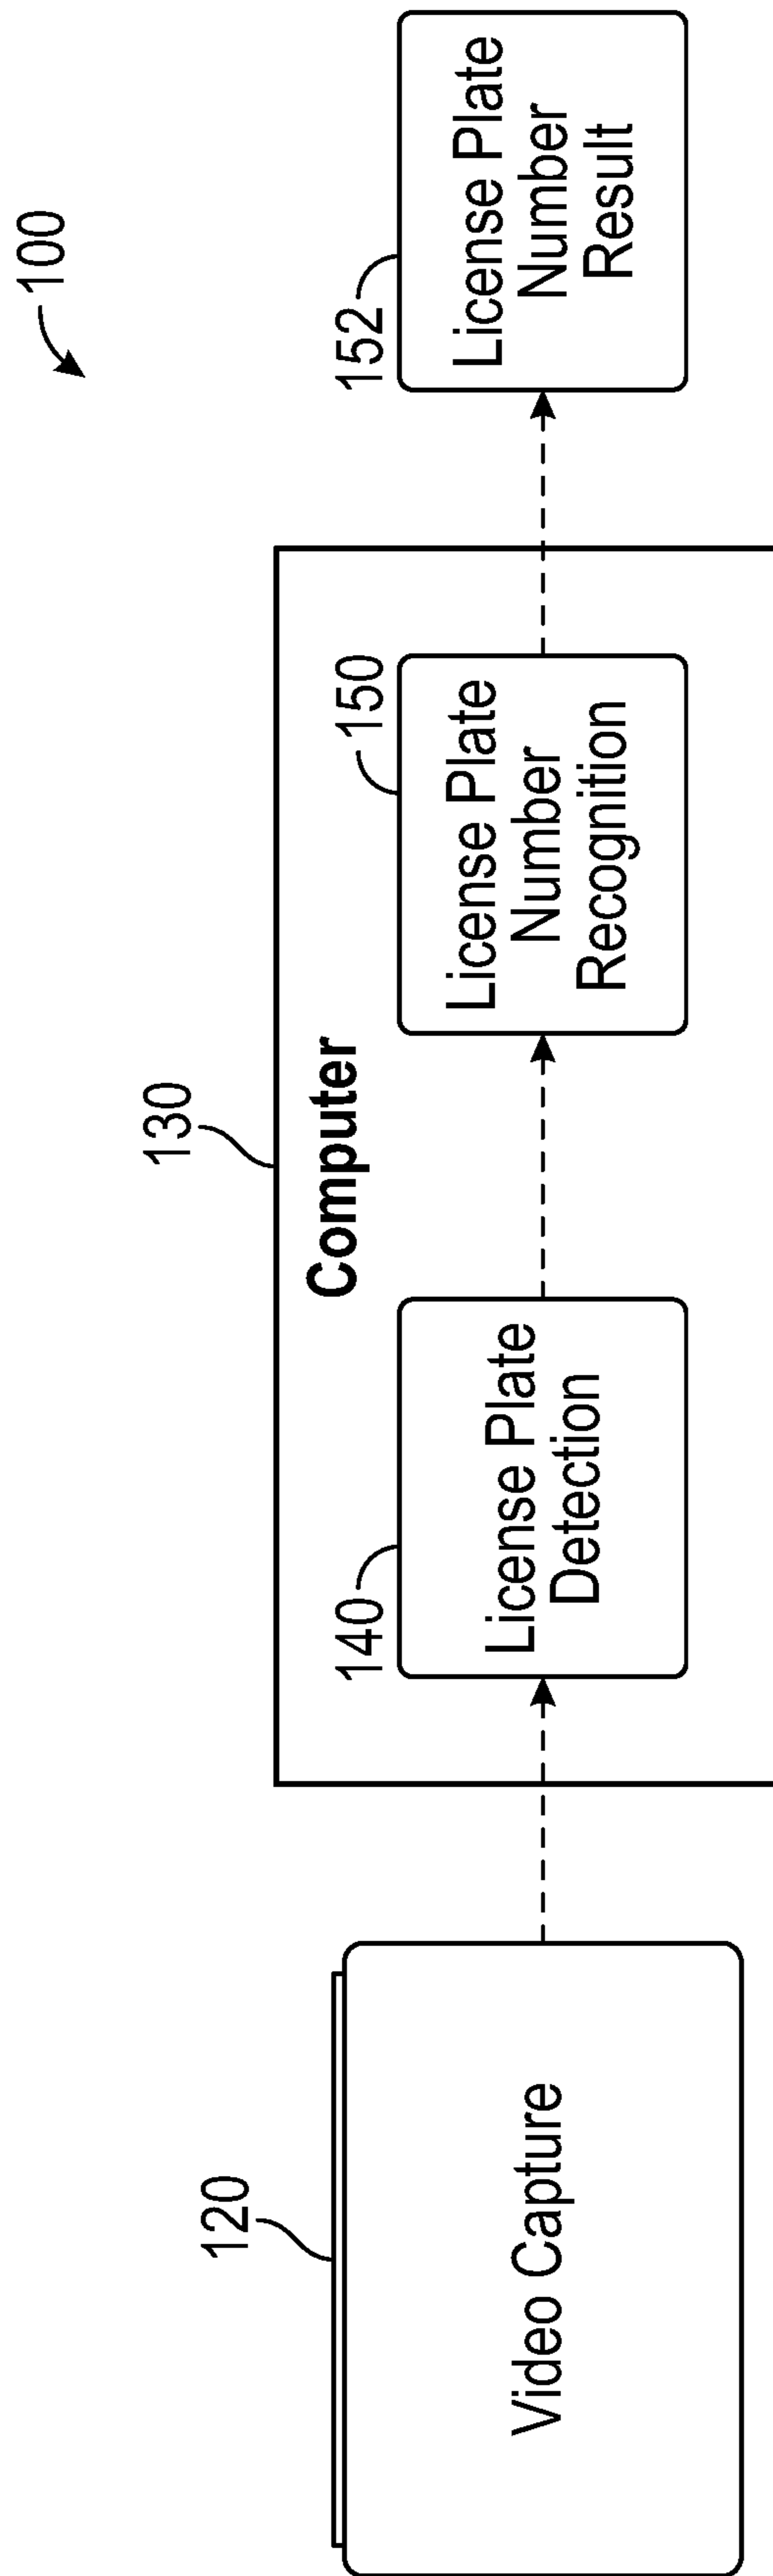 100
120
Video Capture
130
Computer
140
License Plate
Detection
150
License Plate
Number
Recognition
152
License Plate
Number
Result